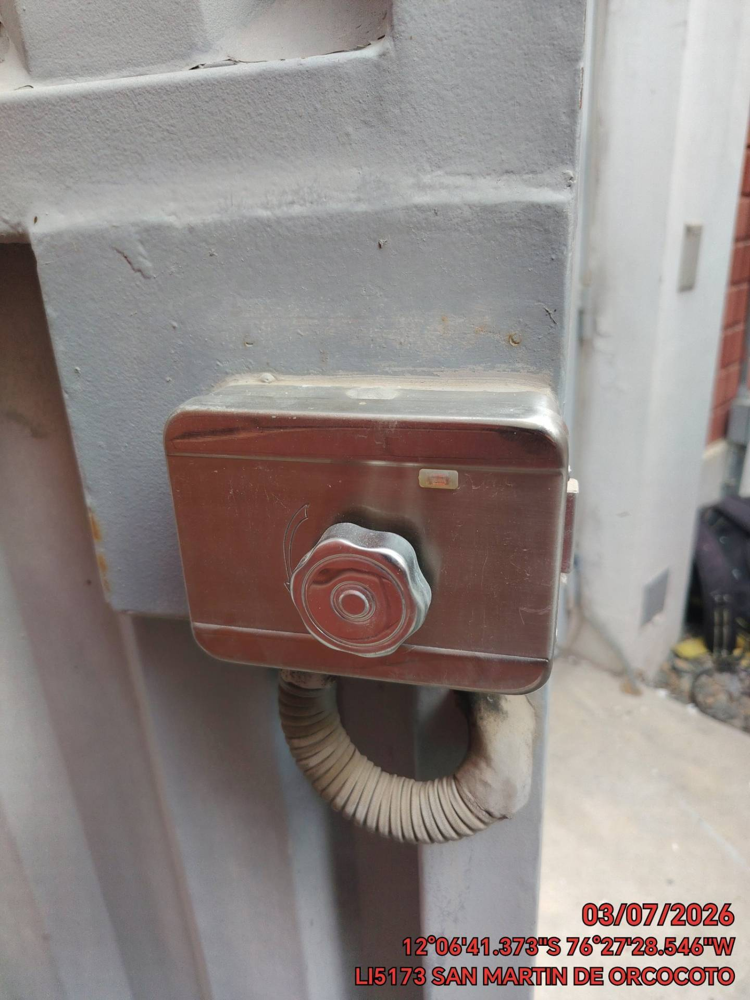 03/07/2026
12°06'41.373"S 76°27'28.546"W
LI5173 SAN MARTIN DE ORCOCOTO